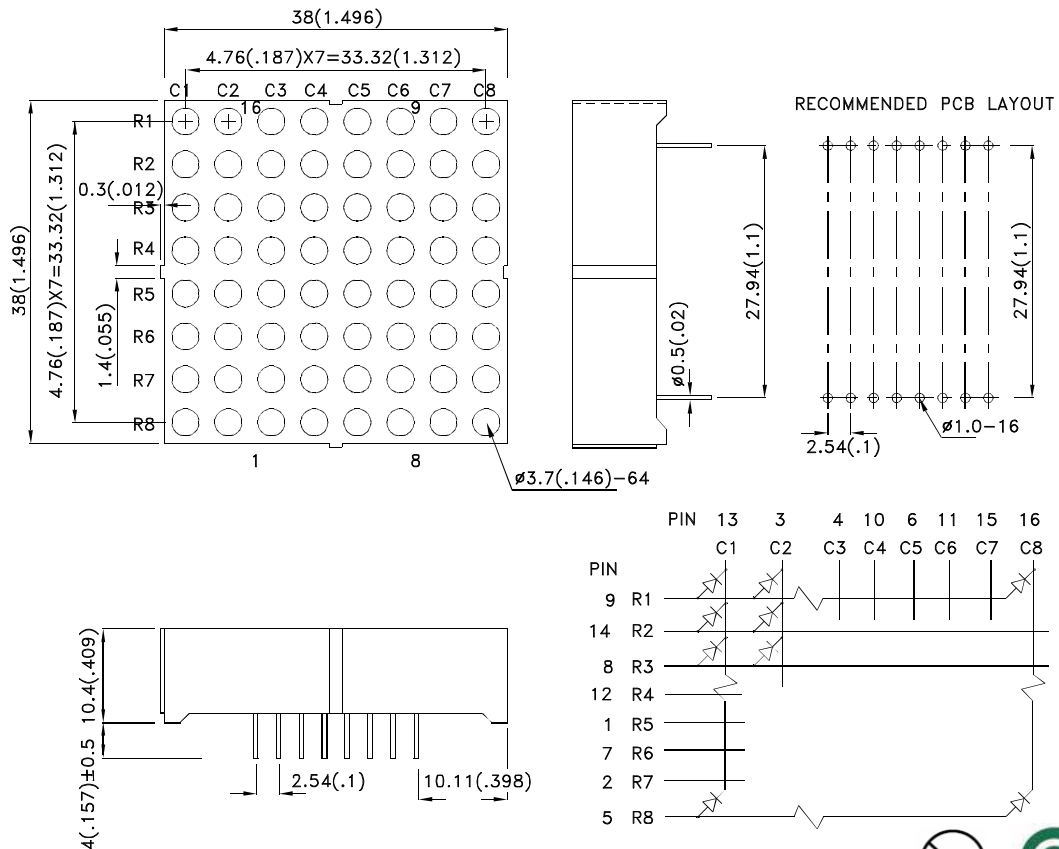 38(1.496)
4.76(.187)X7=33.32(1.312)
C1 C2 C3 C4 C5 C6 C7 C8
16 9
R1
R2
R3
R4
R5
R6
R7
R8
38(1.496)
4.76(.187)X7=33.32(1.312)
0.3(.012)
1.4(.055)
1 8
ø3.7(.146)-64
27.94(1.1)
ø0.5(.02)
RECOMMENDED PCB LAYOUT
27.94(1.1)
ø1.0-16
2.54(.1)
10.4(.409)
4(.157)±0.5
2.54(.1)
10.11(.398)
PIN 13 3 4 10 6 11 15 16
C1 C2 C3 C4 C5 C6 C7 C8
PIN
9 R1
14 R2
8 R3
12 R4
1 R5
7 R6
2 R7
5 R8